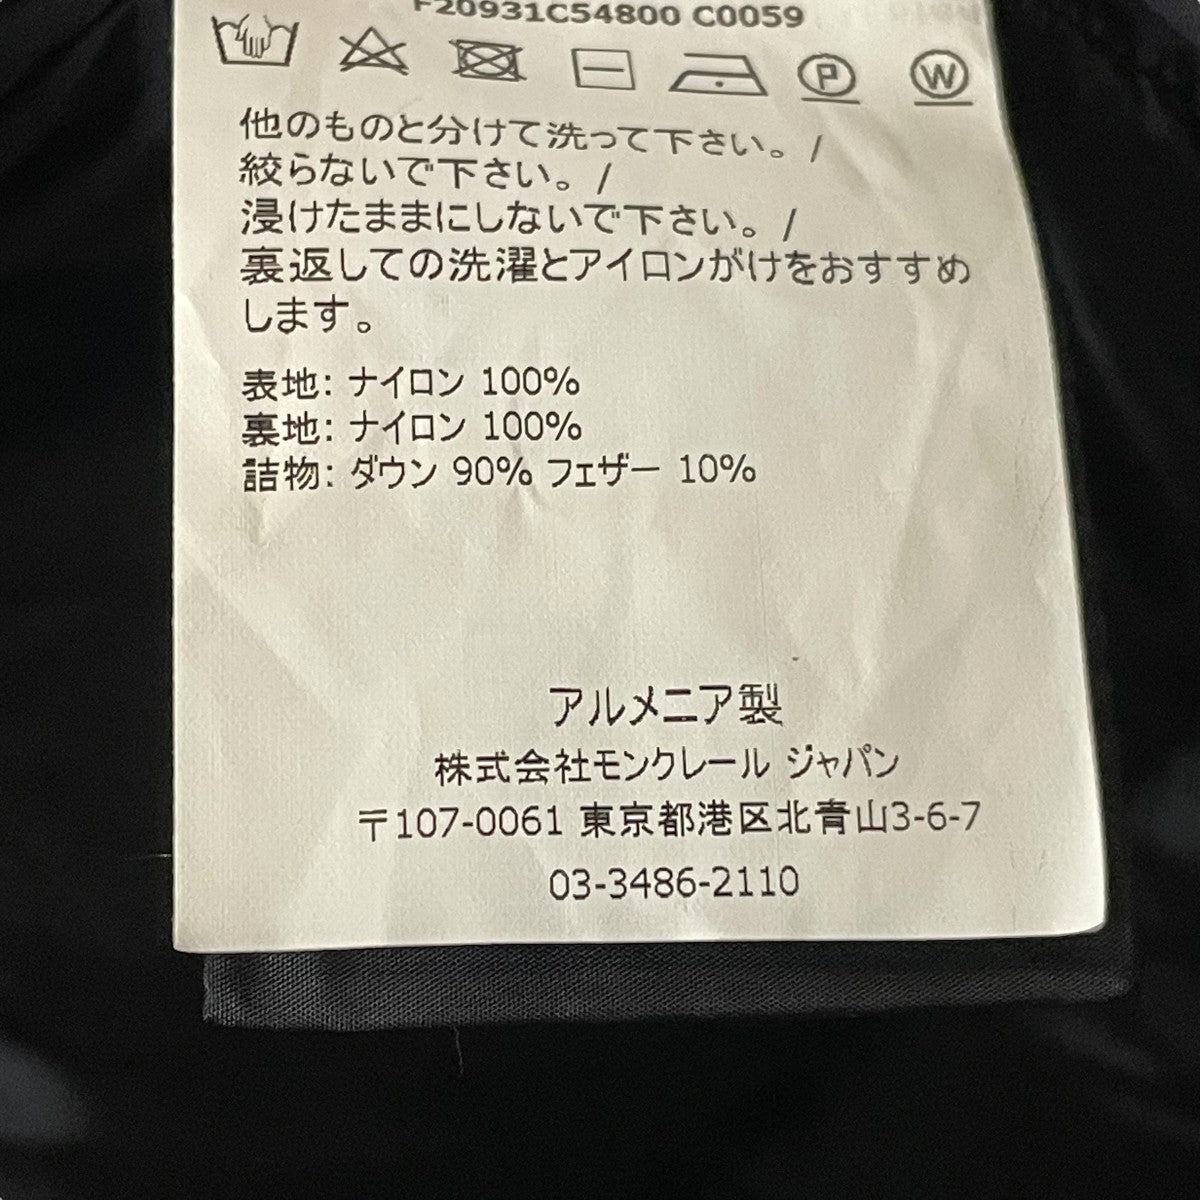 F20931C54800 C0059
P W
他のものと分けて洗って下さい。/
絞らないで下さい。/
浸けたままにしないで下さい。/
裏返しての洗濯とアイロンがけをおすすめ
します。
表地: ナイロン 100%
裏地: ナイロン 100%
詰物: ダウン 90% フェザー 10%
アルメニア製
株式会社モンクレール ジャパン
〒107-0061 東京都港区北青山3-6-7
03-3486-2110